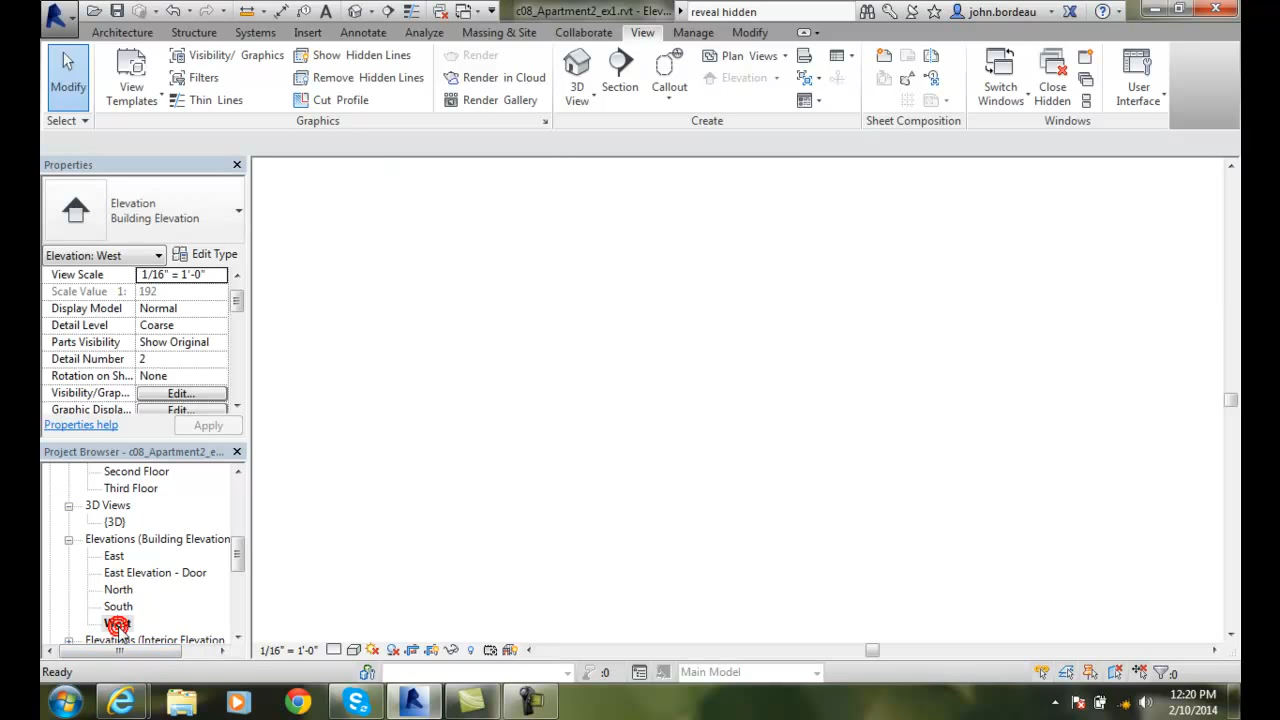 c08_Apartment2_ex1.rvt - Elev...
reveal hidden
john.bordeau
Architecture Structure Systems Insert Annotate Analyze Massing & Site Collaborate View Manage Modify
Modify
View Templates
Visibility/ Graphics
Filters
Thin Lines
Show Hidden Lines
Remove Hidden Lines
Cut Profile
Render
Render in Cloud
Render Gallery
3D View
Section
Callout
Plan Views
Elevation
Switch Windows
Close Hidden
User Interface
Select Graphics Create Sheet Composition Windows
Properties
Elevation
Building Elevation
Elevation: West Edit Type
View Scale 1/16" = 1'-0"
Scale Value 1: 192
Display Model Normal
Detail Level Coarse
Parts Visibility Show Original
Detail Number 2
Rotation on Sh... None
Visibility/Grap... Edit...
Graphic Displa... Edit...
Properties help Apply
Project Browser - c08_Apartment2_e...
Second Floor
Third Floor
3D Views
{3D}
Elevations (Building Elevation
East
East Elevation - Door
North
South
West
Elevations (Interior Elevation
1/16" = 1'-0"
Ready :0 Main Model :0
12:20 PM
2/10/2014